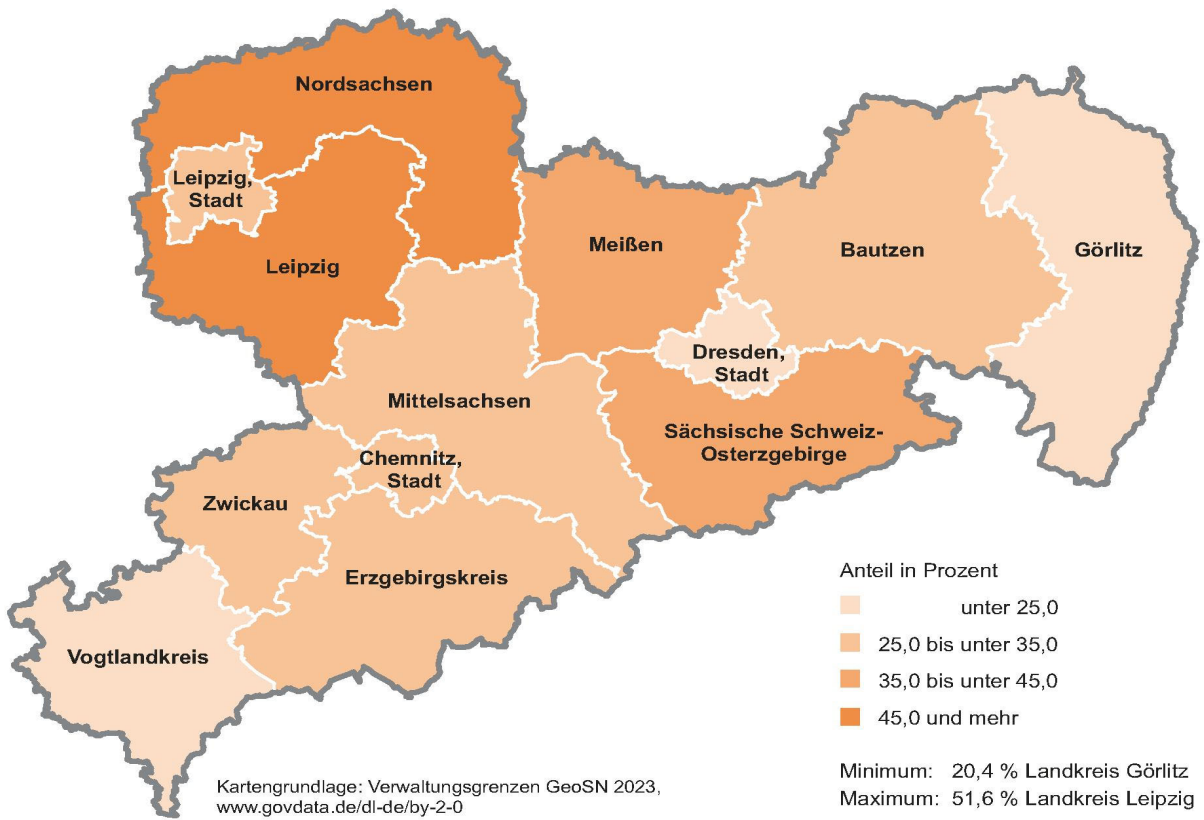 Nordsachsen
Leipzig,
Stadt
Leipzig
Meißen
Bautzen
Görlitz
Dresden,
Stadt
Mittelsachsen
Sächsische Schweiz-
Osterzgebirge
Chemnitz,
Stadt
Zwickau
Erzgebirgskreis
Vogtlandkreis
Anteil in Prozent
unter 25,0
25,0 bis unter 35,0
35,0 bis unter 45,0
45,0 und mehr
Minimum: 20,4 % Landkreis Görlitz
Maximum: 51,6 % Landkreis Leipzig
Kartengrundlage: Verwaltungsgrenzen GeoSN 2023,
www.govdata.de/dl-de/by-2-0